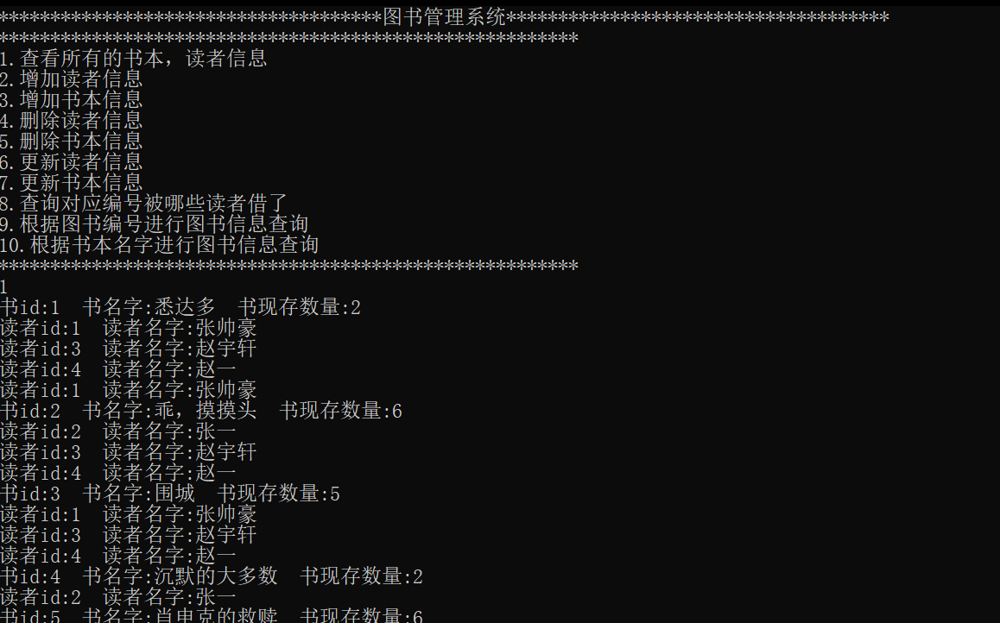 *************************************图书管理系统*************************************
********************************************************
1.查看所有的书本，读者信息
2.增加读者信息
3.增加书本信息
4.删除读者信息
5.删除书本信息
6.更新读者信息
7.更新书本信息
8.查询对应编号被哪些读者借了
9.根据图书编号进行图书信息查询
10.根据书本名字进行图书信息查询
********************************************************
1
书id:1  书名字:悉达多  书现存数量:2
读者id:1  读者名字:张帅豪
读者id:3  读者名字:赵宇轩
读者id:4  读者名字:赵一
读者id:1  读者名字:张帅豪
书id:2  书名字:乖，摸摸头  书现存数量:6
读者id:2  读者名字:张一
读者id:3  读者名字:赵宇轩
读者id:4  读者名字:赵一
书id:3  书名字:围城  书现存数量:5
读者id:1  读者名字:张帅豪
读者id:3  读者名字:赵宇轩
读者id:4  读者名字:赵一
书id:4  书名字:沉默的大多数  书现存数量:2
读者id:2  读者名字:张一
书id:5  书名字:肖申克的救赎  书现存数量:6